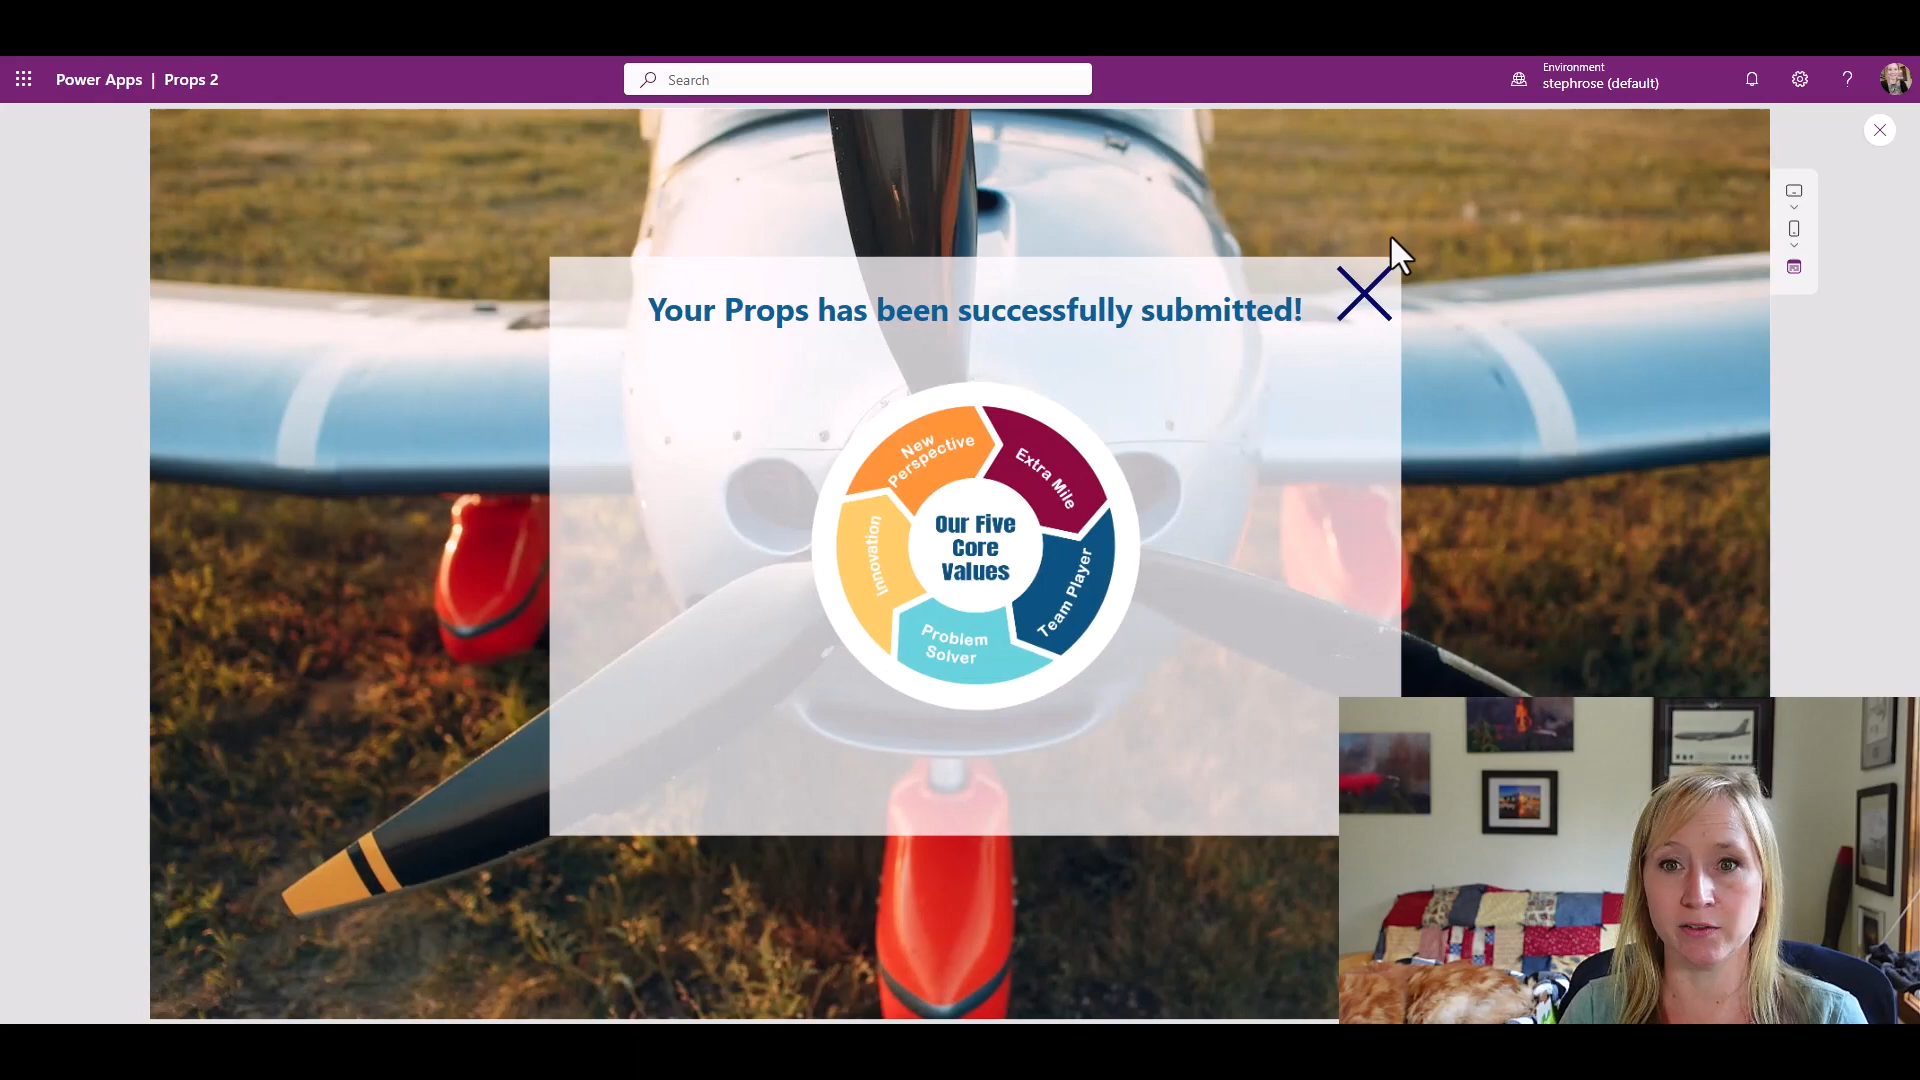 Power Apps | Props 2
Search
Environment
stephrose (default)
Your Props has been successfully submitted!
New
Perspective
Extra Mile
Innovation
Our Five
Core
Values
Team Player
Problem
Solver